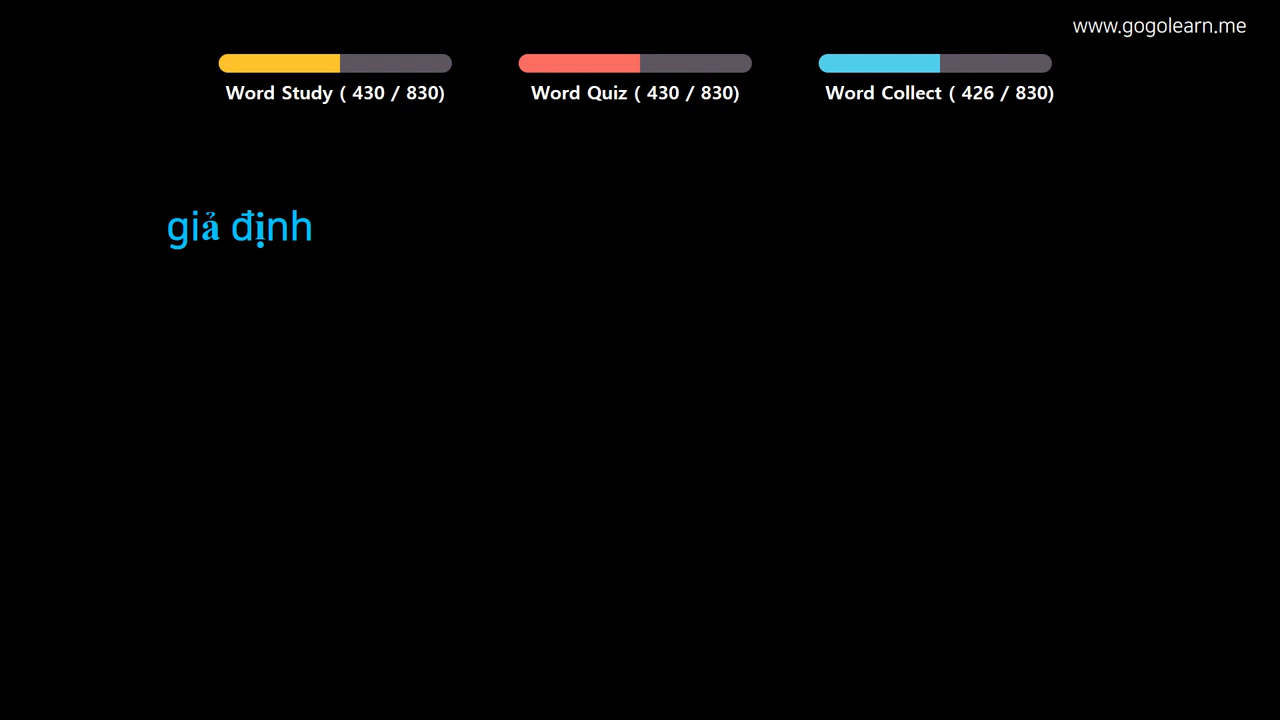 www.gogolearn.me
Word Study ( 430 / 830)
Word Quiz ( 430 / 830)
Word Collect ( 426 / 830)
giả định